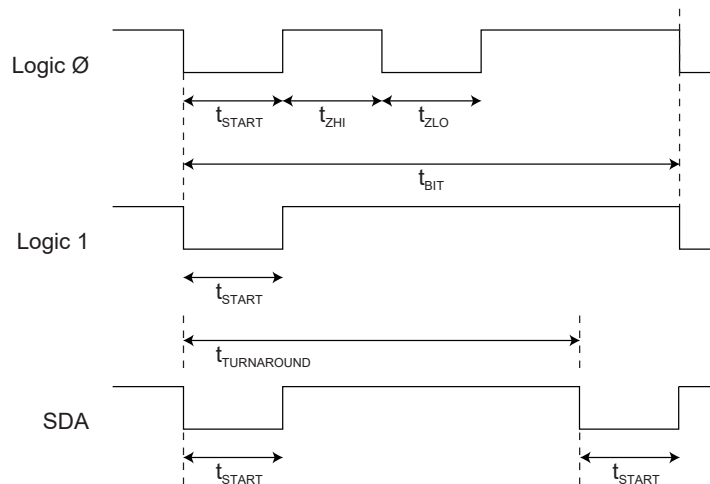 Logic Ø
tSTART
tZHI
tZLO
tBIT
Logic 1
tSTART
tTURNAROUND
SDA
tSTART
tSTART